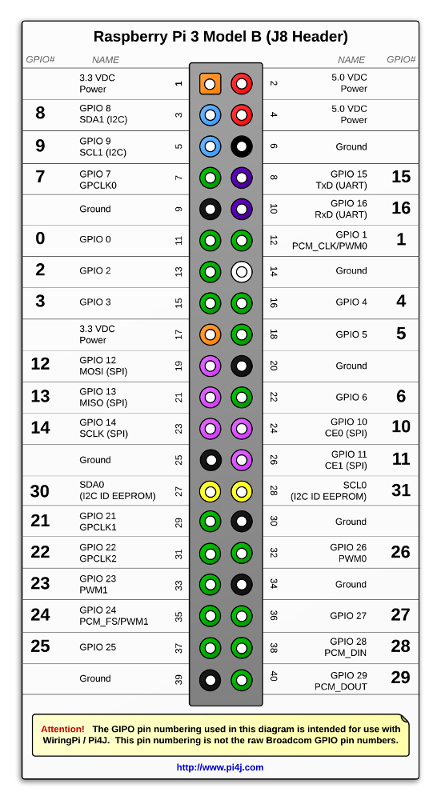 Raspberry Pi 3 Model B (J8 Header)
GPIO# NAME NAME GPIO#
3.3 VDC
Power 1 2 5.0 VDC
Power
8 GPIO 8
SDA1 (I2C) 3 4 5.0 VDC
Power
9 GPIO 9
SCL1 (I2C) 5 6 Ground
7 GPIO 7
GPCLK0 7 8 GPIO 15
TxD (UART) 15
Ground 9 10 GPIO 16
RxD (UART) 16
0 GPIO 0 11 12 GPIO 1
PCM_CLK/PWM0 1
2 GPIO 2 13 14 Ground
3 GPIO 3 15 16 GPIO 4 4
3.3 VDC
Power 17 18 GPIO 5 5
12 GPIO 12
MOSI (SPI) 19 20 Ground
13 GPIO 13
MISO (SPI) 21 22 GPIO 6 6
14 GPIO 14
SCLK (SPI) 23 24 GPIO 10
CE0 (SPI) 10
Ground 25 26 GPIO 11
CE1 (SPI) 11
30 SDA0
(I2C ID EEPROM) 27 28 SCL0
(I2C ID EEPROM) 31
21 GPIO 21
GPCLK1 29 30 Ground
22 GPIO 22
GPCLK2 31 32 GPIO 26
PWM0 26
23 GPIO 23
PWM1 33 34 Ground
24 GPIO 24
PCM_FS/PWM1 35 36 GPIO 27 27
25 GPIO 25 37 38 GPIO 28
PCM_DIN 28
Ground 39 40 GPIO 29
PCM_DOUT 29
Attention! The GIPO pin numbering used in this diagram is intended for use with
WiringPi / Pi4J. This pin numbering is not the raw Broadcom GPIO pin numbers.
http://www.pi4j.com